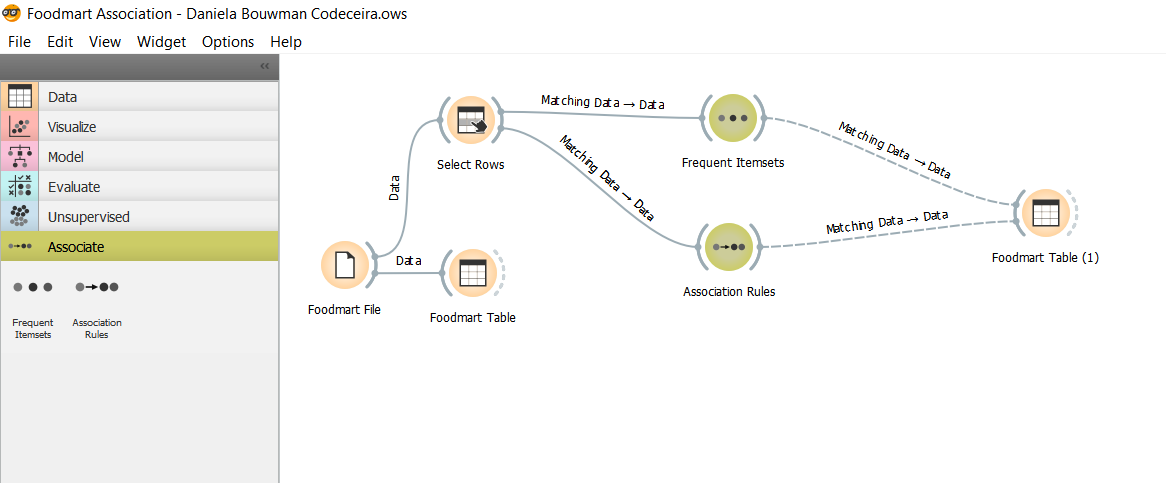 Foodmart Association - Daniela Bouwman Codeceira.ows
File Edit View Widget Options Help
Data
Visualize
Model
Evaluate
Unsupervised
Associate
Frequent
Itemsets
Association
Rules
Foodmart File
Data
Data
Foodmart Table
Select Rows
Matching Data → Data
Matching Data → Data
Frequent Itemsets
Association Rules
Matching Data → Data
Matching Data → Data
Foodmart Table (1)